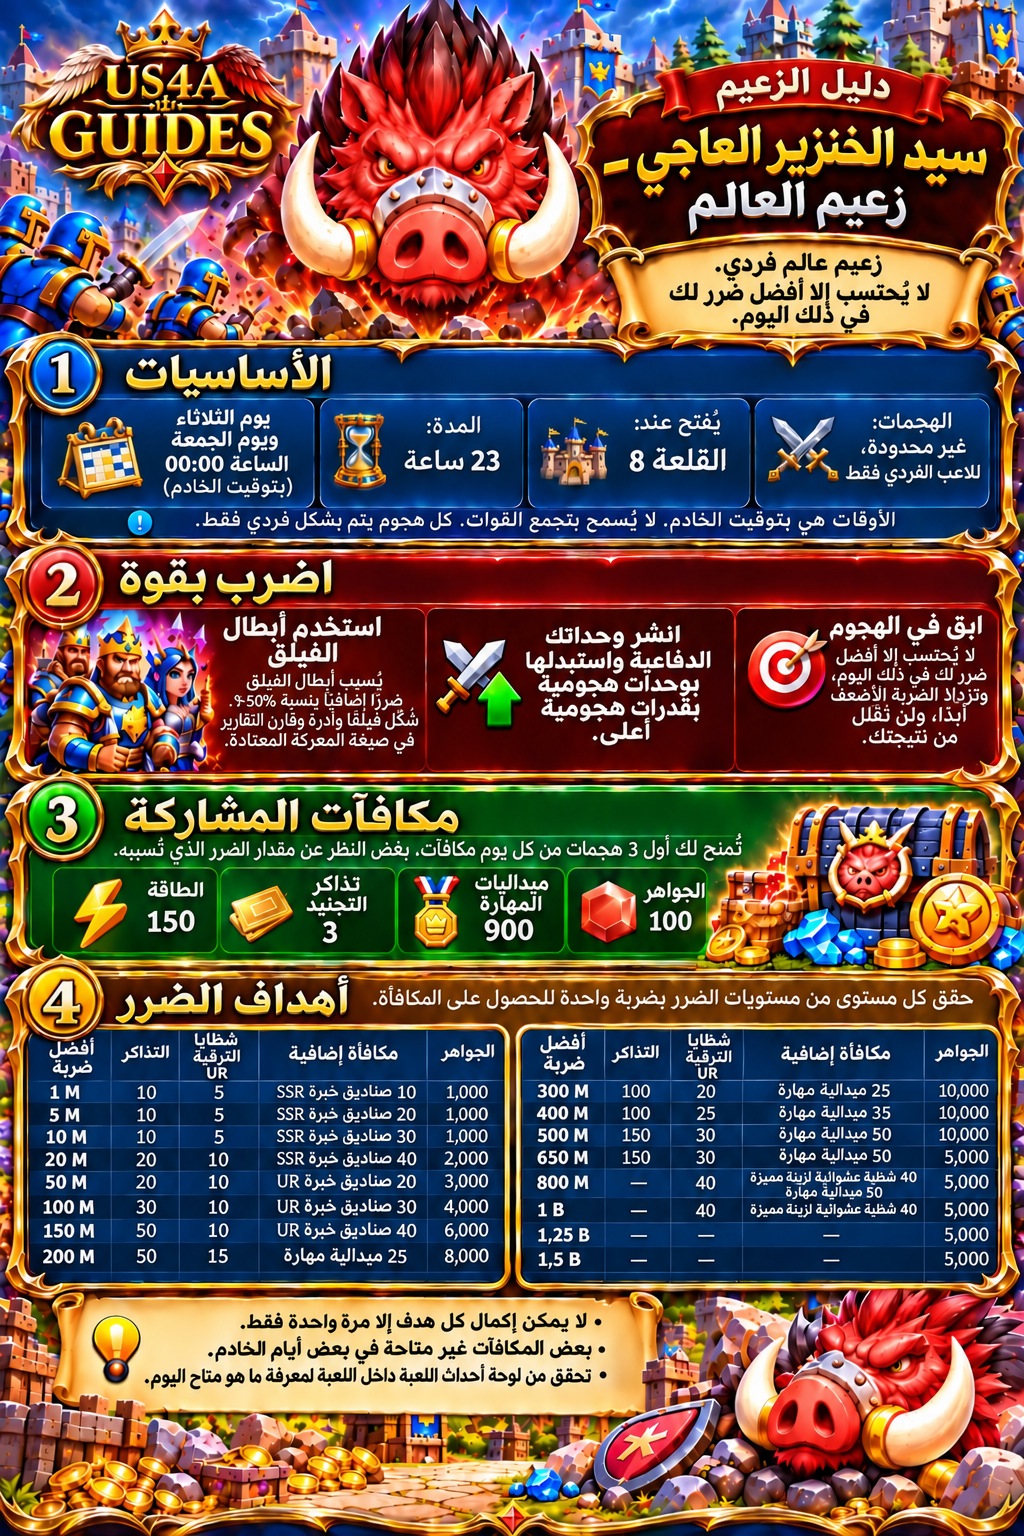 US4A
GUIDES
دليل الزعيم
سيد الخنزير العاجي –
زعيم العالم
زعيم عالم فردي.
لا يُحتسب إلا أفضل ضرر لك
في ذلك اليوم.
1
الأساسيات
الهجمات:
غير محدودة،
للاعب الفردي فقط
يُفتح عند:
القلعة 8
المدة:
23 ساعة
يوم الثلاثاء
ويوم الجمعة
الساعة 00:00
(بتوقيت الخادم)
الأوقات هي بتوقيت الخادم. لا يُسمح بتجمع القوات. كل هجوم يتم بشكل فردي فقط.
!
2
اضرب بقوة
ابق في الهجوم
لا يُحتسب إلا أفضل
ضرر لك في ذلك اليوم،
وتزداد الضربة الأضعف
أبدًا، ولن تقلل
من نتيجتك.
انشر وحداتك
الدفاعية واستبدلها
بوحدات هجومية
بقدرات هجومية
أعلى.
استخدم أبطال
الفيلق
يُسبب أبطال الفيلق
ضررًا إضافيًا بنسبة 50%
شكّل فيلقًا وقارن التقارير
في صيغة المعركة المعتادة.
3
مكافآت المشاركة
تُمنح لك أول 3 هجمات من كل يوم مكافآت، بغض النظر عن مقدار الضرر الذي تُسببه.
الجواهر
100
ميداليات
المهارة
900
تذاكر
التجنيد
3
الطاقة
150
4
أهداف الضرر
حقق كل مستوى من مستويات الضرر بضربة واحدة للحصول على المكافأة.
أفضل ضربة التذاكر شظايا الترقية UR مكافأة إضافية الجواهر
1 M 10 5 10 صناديق خبرة SSR 1,000
5 M 10 5 20 صناديق خبرة SSR 1,000
10 M 10 5 30 صناديق خبرة SSR 1,000
20 M 20 10 40 صناديق خبرة SSR 2,000
50 M 20 10 20 صناديق خبرة UR 3,000
100 M 30 10 30 صناديق خبرة UR 4,000
150 M 50 10 40 صناديق خبرة UR 6,000
200 M 50 15 25 ميدالية مهارة 8,000
أفضل ضربة التذاكر شظايا الترقية UR مكافأة إضافية الجواهر
300 M 100 20 25 ميدالية مهارة 10,000
400 M 100 25 35 ميدالية مهارة 10,000
500 M 150 30 50 ميدالية مهارة 10,000
650 M 150 30 50 ميدالية مهارة 5,000
800 M — 40 40 شظية عشوائية لزينة مميزة 50 ميدالية مهارة 5,000
1 B — 40 40 شظية عشوائية لزينة مميزة 5,000
1,25 B — — — 5,000
1,5 B — — — 5,000
• لا يمكن إكمال كل هدف إلا مرة واحدة فقط.
• بعض المكافآت غير متاحة في بعض أيام الخادم.
• تحقق من لوحة أحداث اللعبة داخل اللعبة لمعرفة ما هو متاح اليوم.